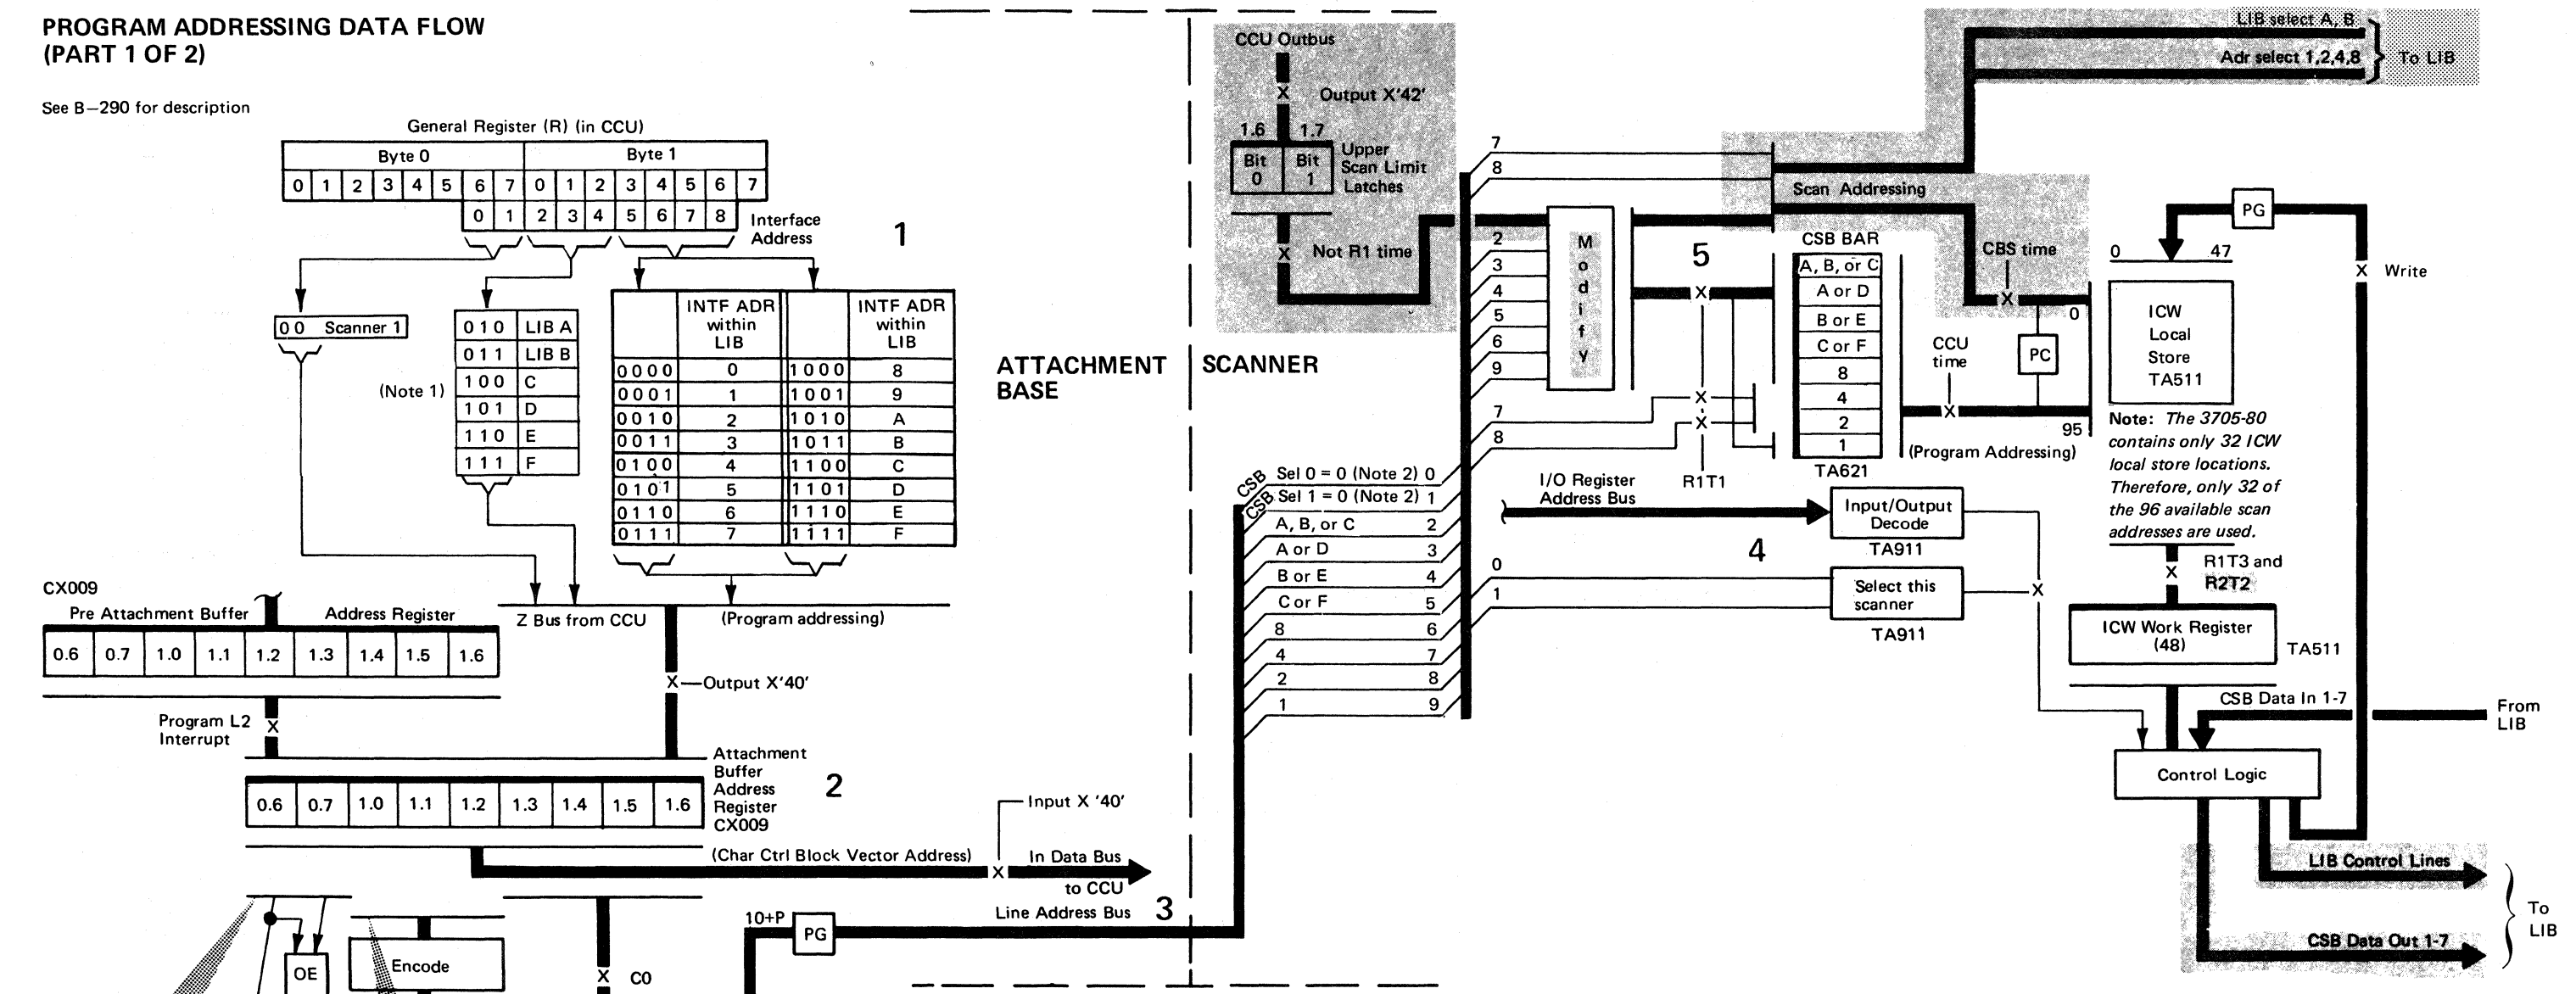 PROGRAM ADDRESSING DATA FLOW
(PART 1 OF 2)
See B–290 for description
General Register (R) (in CCU)
Byte 0 Byte 1
0 1 2 3 4 5 6 7 0 1 2 3 4 5 6 7
0 1 2 3 4 5 6 7 8
Interface
Address
1
0 0 Scanner 1
(Note 1)
0 1 0 LIB A
0 1 1 LIB B
1 0 0 C
1 0 1 D
1 1 0 E
1 1 1 F
INTF ADR
within
LIB
INTF ADR
within
LIB
0000 0 1000 8
0001 1 1001 9
0010 2 1010 A
0011 3 1011 B
0100 4 1100 C
0101 5 1101 D
0110 6 1110 E
0111 7 1111 F
CX009
Pre Attachment Buffer Address Register
0.6 0.7 1.0 1.1 1.2 1.3 1.4 1.5 1.6
Z Bus from CCU
(Program addressing)
X
Output X'40'
Program L2
Interrupt
X
Attachment
Buffer
Address
Register
CX009
2
0.6 0.7 1.0 1.1 1.2 1.3 1.4 1.5 1.6
Input X '40'
(Char Ctrl Block Vector Address)
X
In Data Bus
to CCU
10+P
PG
Line Address Bus
3
OE
Encode
X
C0
ATTACHMENT
BASE
SCANNER
CCU Outbus
X
Output X'42'
1.6 1.7
Bit
0
Bit
1
Upper
Scan Limit
Latches
X
Not R1 time
7
8
2
3
4
5
6
9
7
8
Modify
CSB Sel 0 = 0 (Note 2) 0
CSB Sel 1 = 0 (Note 2) 1
A, B, or C 2
A or D 3
B or E 4
C or F 5
8 6
4 7
2 8
1 9
0
1
5
X
X
X
R1T1
CSB BAR
A, B, or C
A or D
B or E
C or F
8
4
2
1
TA621
Scan Addressing
LIB select A, B
Adr select 1,2,4,8
To LIB
CBS time
X
0
CCU
time
X
PC
95
(Program Addressing)
I/O Register
Address Bus
Input/Output
Decode
TA911
4
Select this
scanner
TA911
X
PG
0 47
X
Write
ICW
Local
Store
TA511
Note: The 3705-80
contains only 32 ICW
local store locations.
Therefore, only 32 of
the 96 available scan
addresses are used.
X
R1T3 and
R2T2
ICW Work Register
(48)
TA511
CSB Data In 1-7
From
LIB
Control Logic
LIB Control Lines
CSB Data Out 1-7
To
LIB